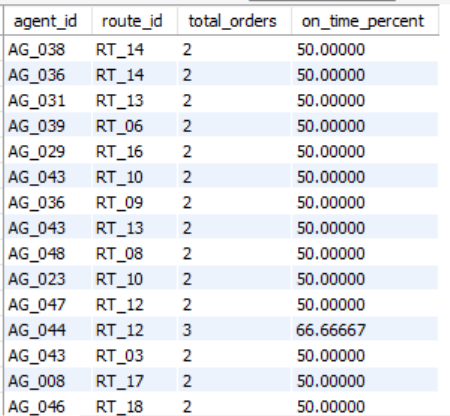 agent_id route_id total_orders on_time_percent
AG_038 RT_14 2 50.00000
AG_036 RT_14 2 50.00000
AG_031 RT_13 2 50.00000
AG_039 RT_06 2 50.00000
AG_029 RT_16 2 50.00000
AG_043 RT_10 2 50.00000
AG_036 RT_09 2 50.00000
AG_043 RT_13 2 50.00000
AG_048 RT_08 2 50.00000
AG_023 RT_10 2 50.00000
AG_047 RT_12 2 50.00000
AG_044 RT_12 3 66.66667
AG_043 RT_03 2 50.00000
AG_008 RT_17 2 50.00000
AG_046 RT_18 2 50.00000